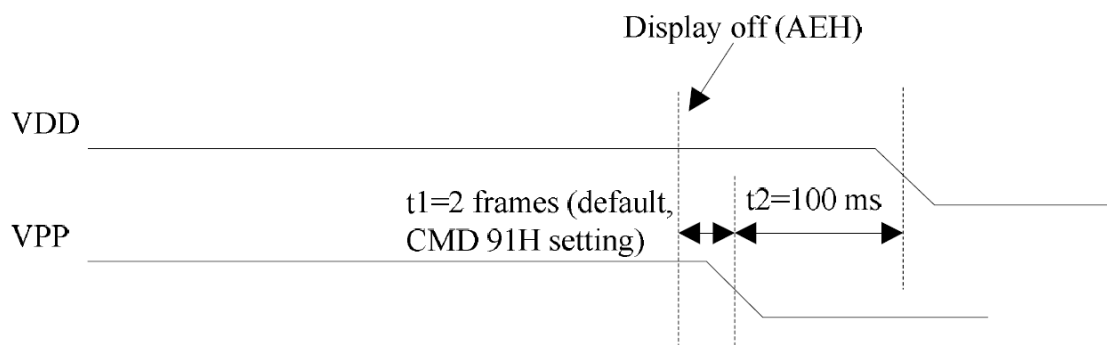 Display off (AEH)
VDD
t1=2 frames (default,
CMD 91H setting)
t2=100 ms
VPP